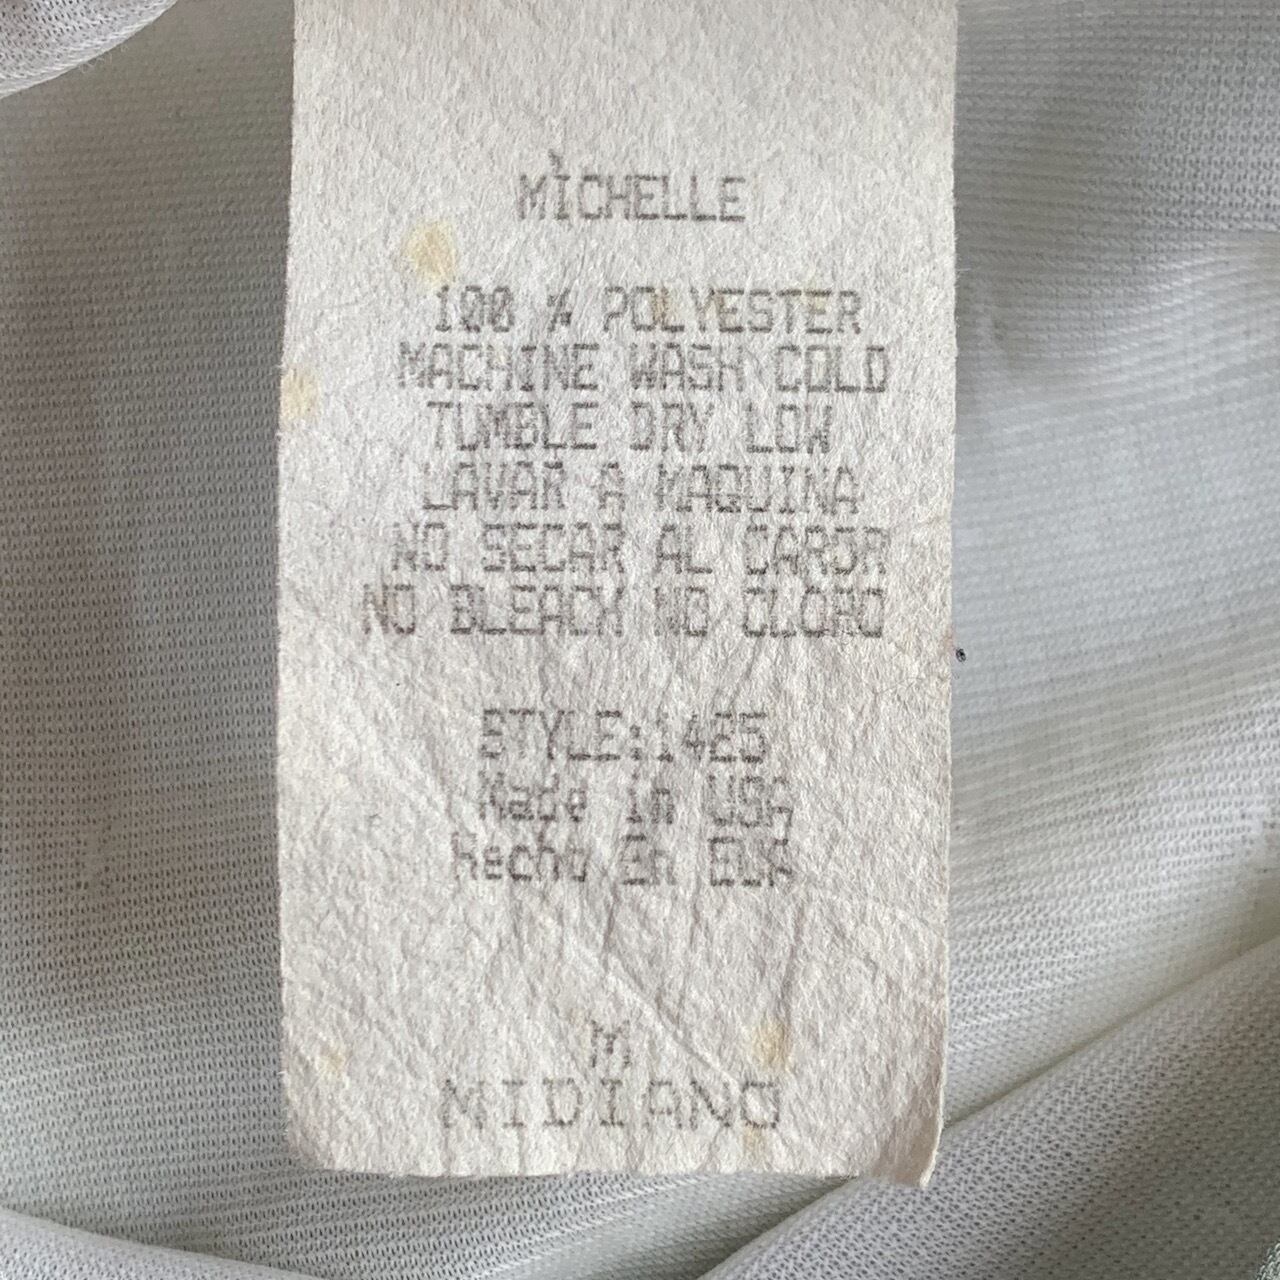 MICHELLE
100 % POLYESTER
MACHINE WASH COLD
TUMBLE DRY LOW
LAVAR A MAQUINA
NO SECAR AL CAROR
NO BLEACH NO CLORO
STYLE:1425
Made in USA
Hecho En EUA
M
MIDIANO